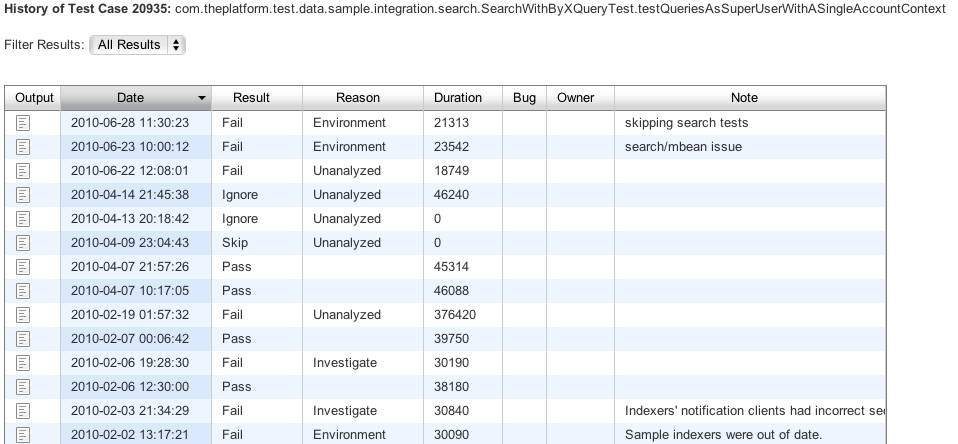 History of Test Case 20935: com.theplatform.test.data.sample.integration.search.SearchWithByXQueryTest.testQueriesAsSuperUserWithASingleAccountContext
Filter Results: All Results
Output Date Result Reason Duration Bug Owner Note
2010-06-28 11:30:23 Fail Environment 21313 skipping search tests
2010-06-23 10:00:12 Fail Environment 23542 search/mbean issue
2010-06-22 12:08:01 Fail Unanalyzed 18749
2010-04-14 21:45:38 Ignore Unanalyzed 46240
2010-04-13 20:18:42 Ignore Unanalyzed 0
2010-04-09 23:04:43 Skip Unanalyzed 0
2010-04-07 21:57:26 Pass 45314
2010-04-07 10:17:05 Pass 46088
2010-02-19 01:57:32 Fail Unanalyzed 376420
2010-02-07 00:06:42 Pass 39750
2010-02-06 19:28:30 Fail Investigate 30190
2010-02-06 12:30:00 Pass 38180
2010-02-03 21:34:29 Fail Investigate 30840 Indexers' notification clients had incorrect
2010-02-02 13:17:21 Fail Environment 30090 Sample indexers were out of date.